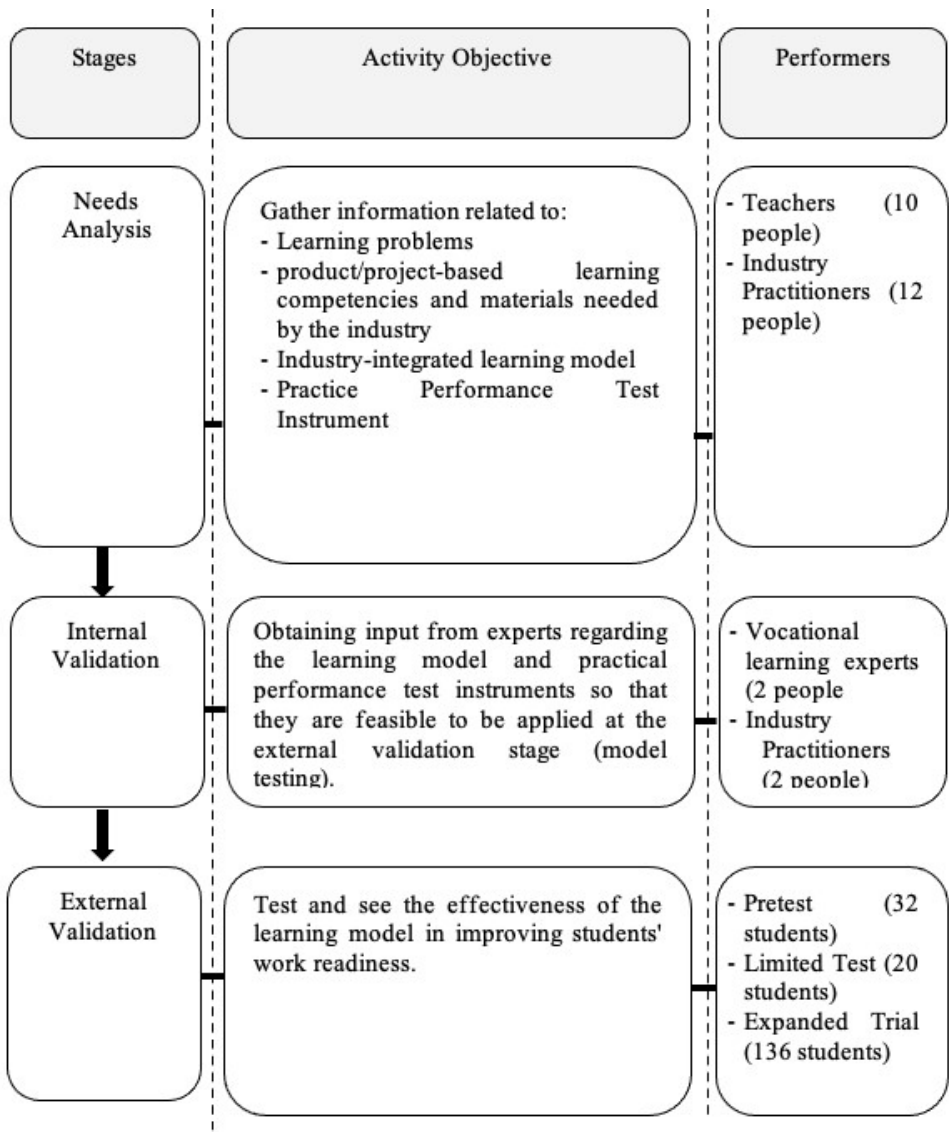 Stages
Activity Objective
Performers
Needs
Analysis
Gather information related to:
- Learning problems
- product/project-based learning
competencies and materials needed
by the industry
- Industry-integrated learning model
- Practice Performance Test
Instrument
- Teachers (10
people)
- Industry
Practitioners (12
people)
Internal
Validation
Obtaining input from experts regarding
the learning model and practical
performance test instruments so that
they are feasible to be applied at the
external validation stage (model
testing).
- Vocational
learning experts
(2 people
- Industry
Practitioners
(2 people)
External
Validation
Test and see the effectiveness of the
learning model in improving students'
work readiness.
- Pretest (32
students)
- Limited Test (20
students)
- Expanded Trial
(136 students)